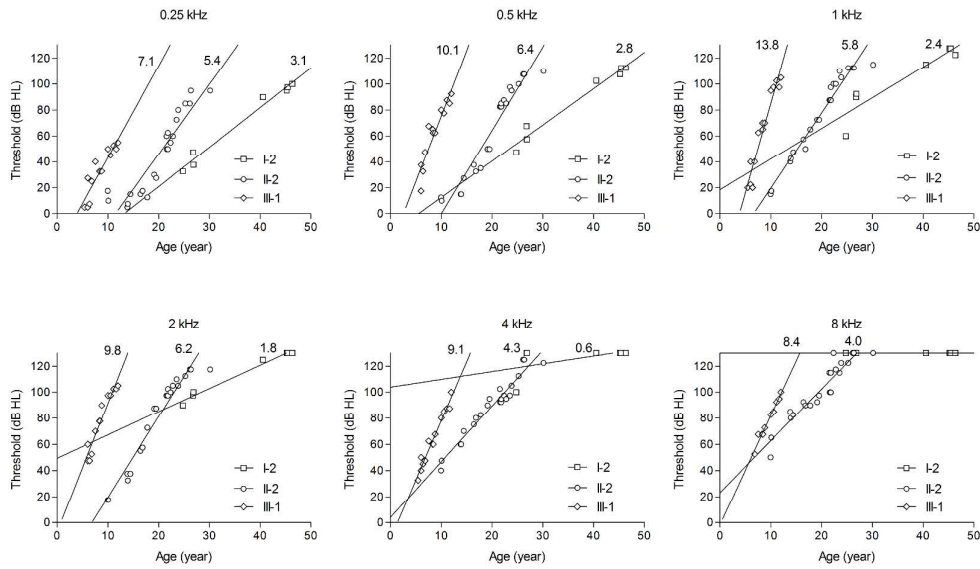 0.25 kHz
7.1 5.4 3.1
Threshold (dB HL)
120
100
80
60
40
20
0
I-2
II-2
III-1
0 10 20 30 40 50
Age (year)
0.5 kHz
10.1 6.4 2.8
Threshold (dB HL)
120
100
80
60
40
20
0
I-2
II-2
III-1
0 10 20 30 40 50
Age (year)
1 kHz
13.8 5.8 2.4
Threshold (dB HL)
120
100
80
60
40
20
0
I-2
II-2
III-1
0 10 20 30 40 50
Age (year)
2 kHz
9.8 6.2 1.8
Threshold (dB HL)
120
100
80
60
40
20
0
I-2
II-2
III-1
0 10 20 30 40 50
Age (year)
4 kHz
9.1 4.3 0.6
Threshold (dB HL)
120
100
80
60
40
20
0
I-2
II-2
III-1
0 10 20 30 40 50
Age (year)
8 kHz
8.4 4.0
Threshold (dB HL)
120
100
80
60
40
20
0
I-2
II-2
III-1
0 10 20 30 40 50
Age (year)